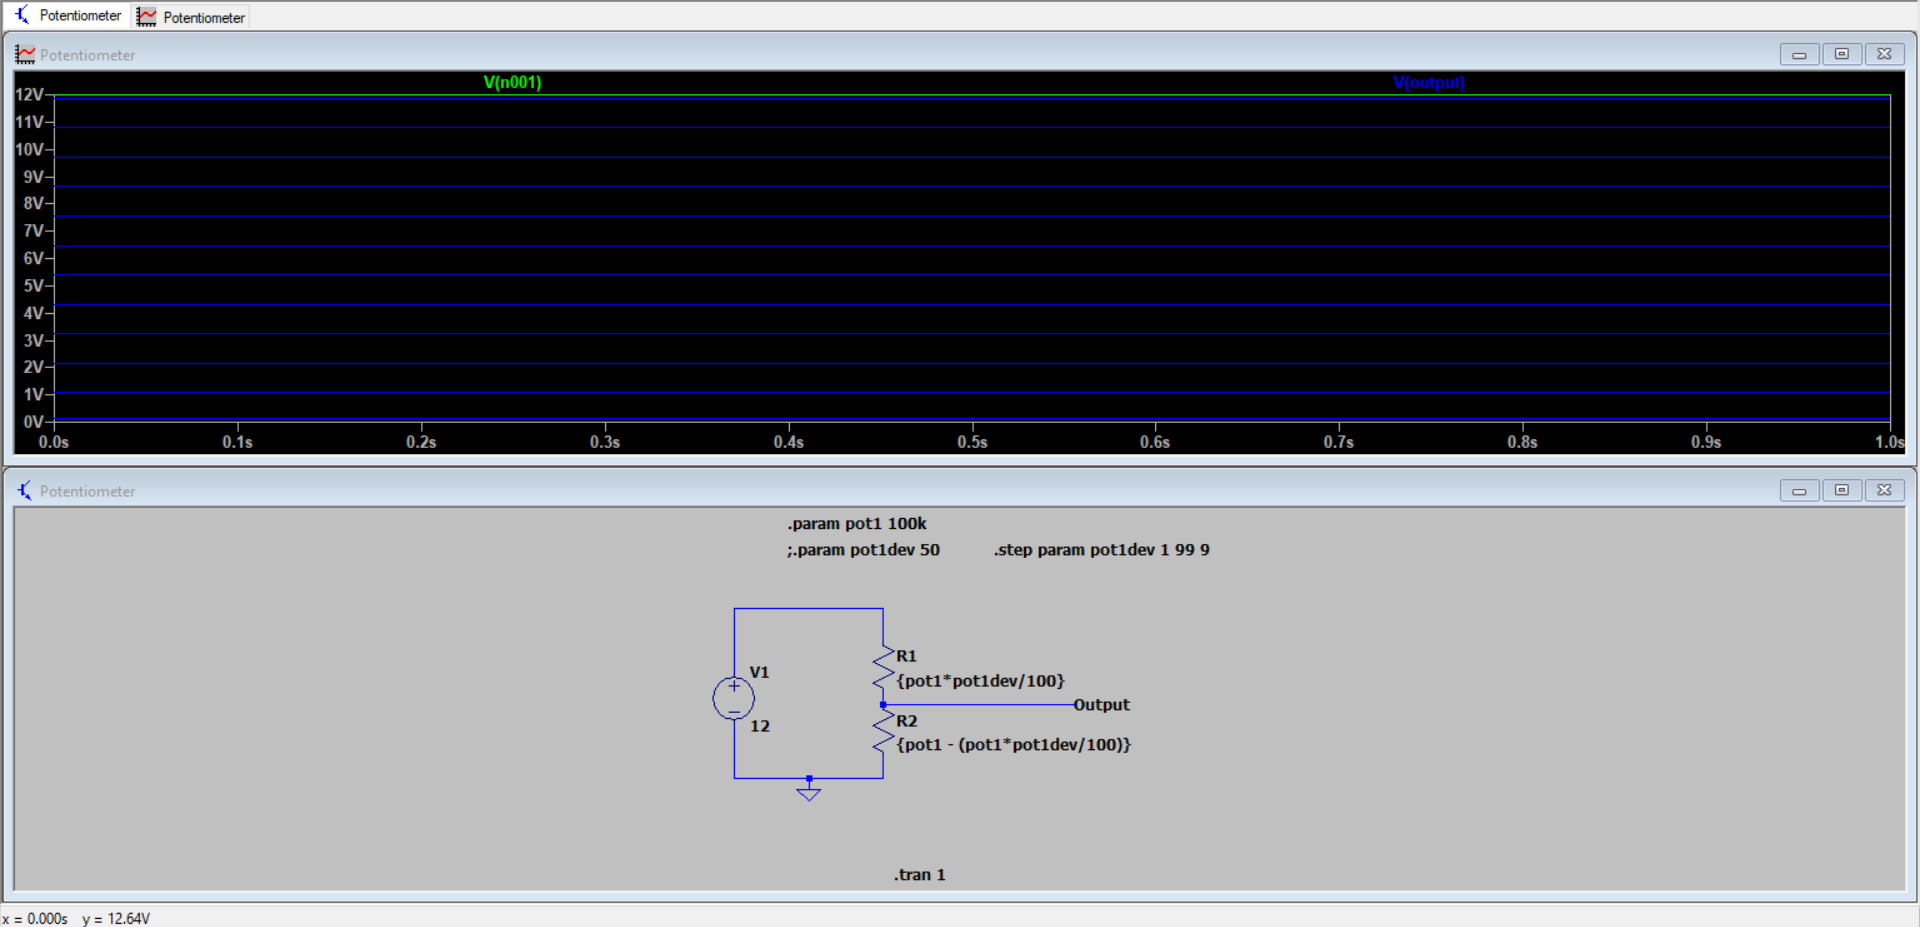 Potentiometer Potentiometer
Potentiometer
V(n001) V(output)
12V
11V
10V
9V
8V
7V
6V
5V
4V
3V
2V
1V
0V
0.0s 0.1s 0.2s 0.3s 0.4s 0.5s 0.6s 0.7s 0.8s 0.9s 1.0s
Potentiometer
.param pot1 100k
;.param pot1dev 50 .step param pot1dev 1 99 9
R1
V1
{pot1*pot1dev/100}
+
Output
−
R2
12
{pot1 - (pot1*pot1dev/100)}
.tran 1
x = 0.000s y = 12.64V